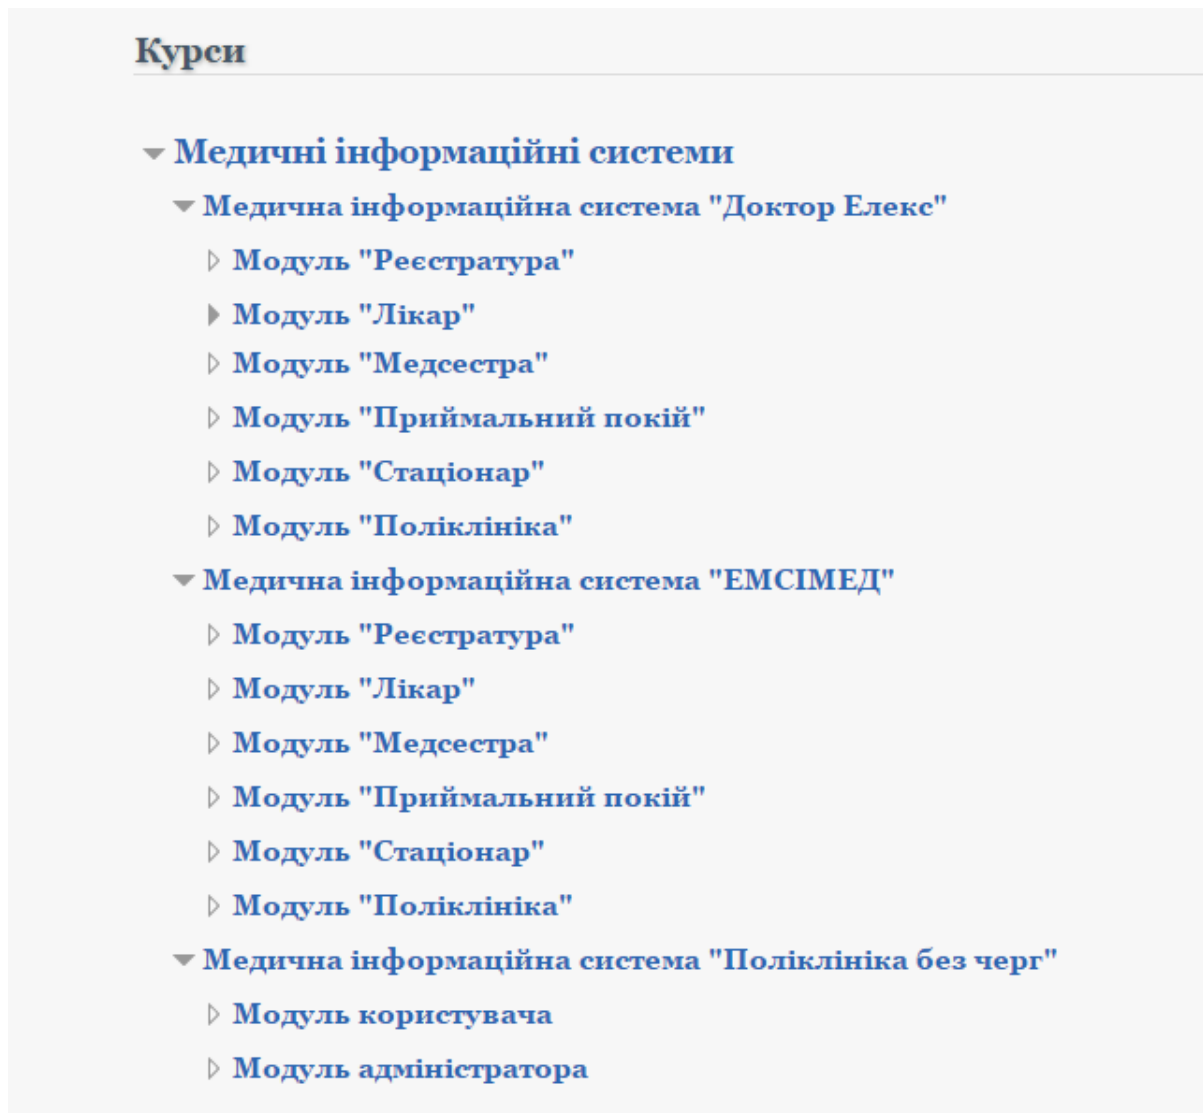 Курси
Медичні інформаційні системи
Медична інформаційна система "Доктор Елекс"
Модуль "Реєстратура"
Модуль "Лікар"
Модуль "Медсестра"
Модуль "Приймальний покій"
Модуль "Стаціонар"
Модуль "Поліклініка"
Медична інформаційна система "ЕМСІМЕД"
Модуль "Реєстратура"
Модуль "Лікар"
Модуль "Медсестра"
Модуль "Приймальний покій"
Модуль "Стаціонар"
Модуль "Поліклініка"
Медична інформаційна система "Поліклініка без черг"
Модуль користувача
Модуль адміністратора